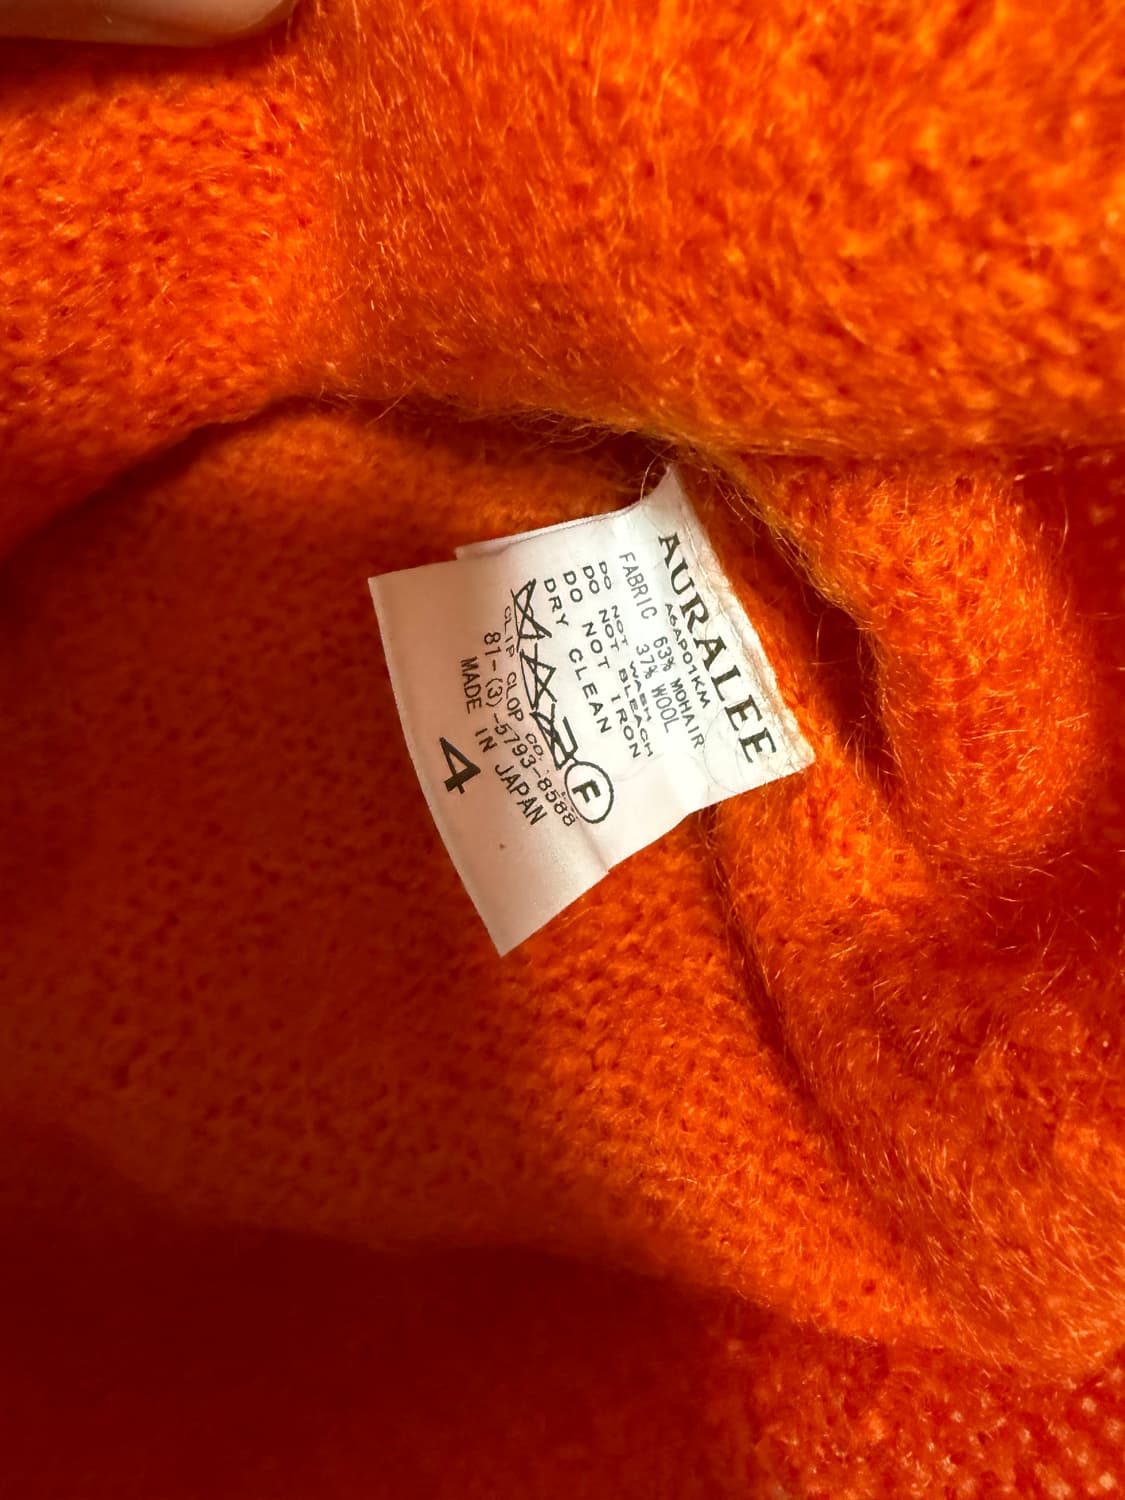 AURALEE
A6AP01KM
FABRIC 63% MOHAIR
37% WOOL
DO NOT WASH
DO NOT BLEACH
DO NOT IRON
DRY CLEAN
F
CLIP CLOP CO.
81-(3)-5793-8588
MADE IN JAPAN
4